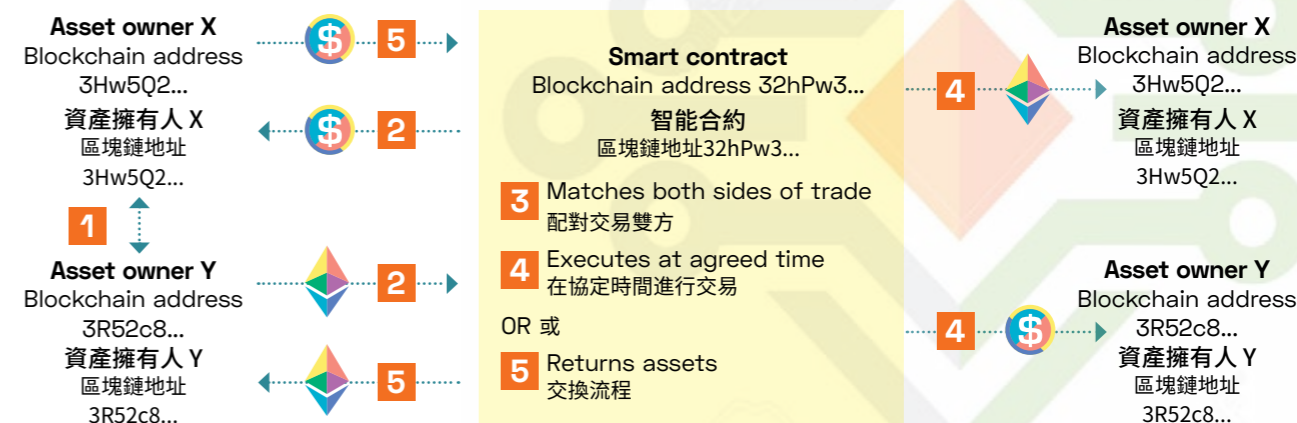 Asset owner X
Blockchain address
3Hw5Q2...
資產擁有人 X
區塊鏈地址
3Hw5Q2...
$ 5
$ 2
1
Asset owner Y
Blockchain address
3R52c8...
資產擁有人 Y
區塊鏈地址
3R52c8...
2
5
Smart contract
Blockchain address 32hPw3...
智能合約
區塊鏈地址32hPw3...
3 Matches both sides of trade
配對交易雙方
4 Executes at agreed time
在協定時間進行交易
OR 或
5 Returns assets
交換流程
4
Asset owner X
Blockchain address
3Hw5Q2...
資產擁有人 X
區塊鏈地址
3Hw5Q2...
4 $
Asset owner Y
Blockchain address
3R52c8...
資產擁有人 Y
區塊鏈地址
3R52c8...